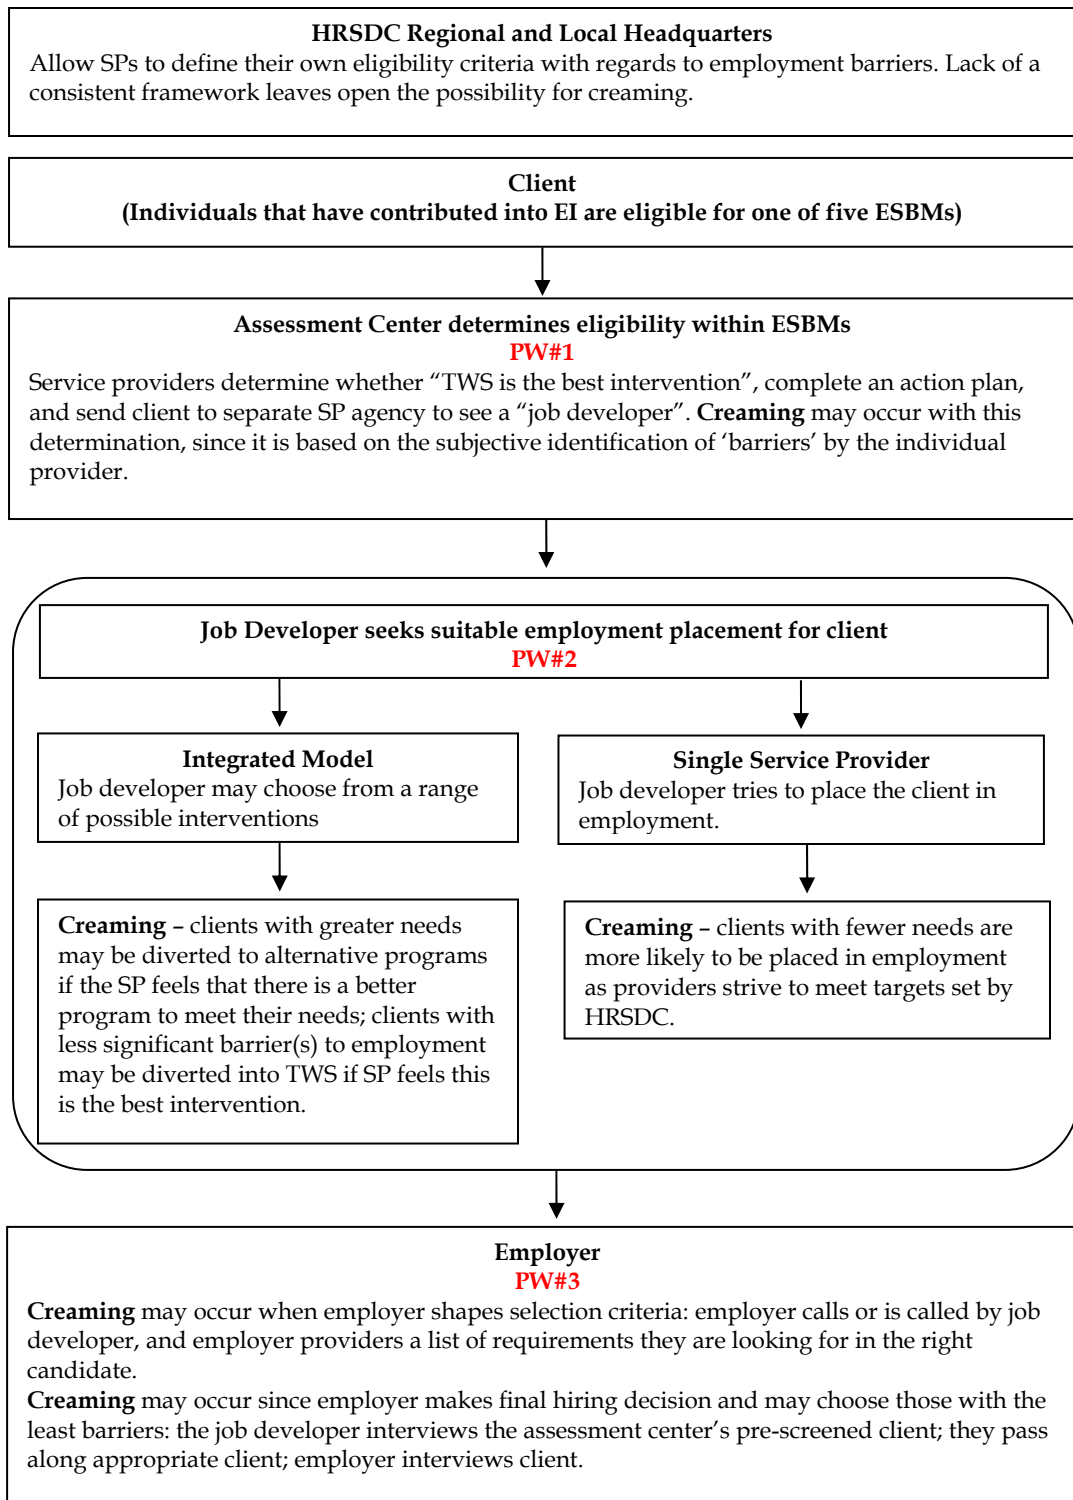 HRSDC Regional and Local Headquarters
Allow SPs to define their own eligibility criteria with regards to employment barriers. Lack of a
consistent framework leaves open the possibility for creaming.
Client
(Individuals that have contributed into EI are eligible for one of five ESBMs)
Assessment Center determines eligibility within ESBMs
PW#1
Service providers determine whether “TWS is the best intervention”, complete an action plan,
and send client to separate SP agency to see a “job developer”. Creaming may occur with this
determination, since it is based on the subjective identification of ‘barriers’ by the individual
provider.
Job Developer seeks suitable employment placement for client
PW#2
Integrated Model
Job developer may choose from a range
of possible interventions
Single Service Provider
Job developer tries to place the client in
employment.
Creaming – clients with greater needs
may be diverted to alternative programs
if the SP feels that there is a better
program to meet their needs; clients with
less significant barrier(s) to employment
may be diverted into TWS if SP feels this
is the best intervention.
Creaming – clients with fewer needs are
more likely to be placed in employment
as providers strive to meet targets set by
HRSDC.
Employer
PW#3
Creaming may occur when employer shapes selection criteria: employer calls or is called by job
developer, and employer providers a list of requirements they are looking for in the right
candidate.
Creaming may occur since employer makes final hiring decision and may choose those with the
least barriers: the job developer interviews the assessment center’s pre-screened client; they pass
along appropriate client; employer interviews client.